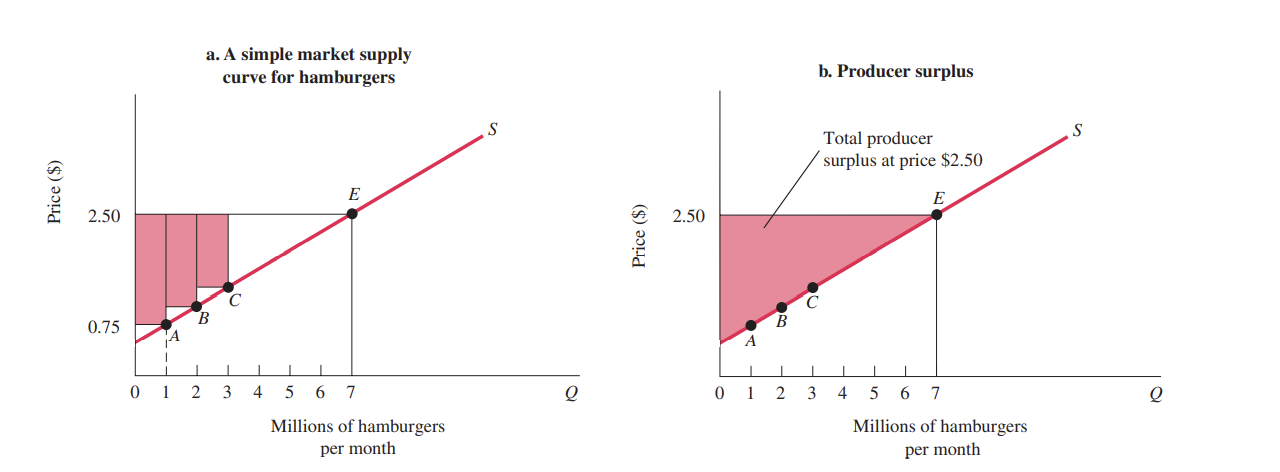 a. A simple market supply
curve for hamburgers
Price ($)
S
E
2.50
C
B
0.75
A
0 1 2 3 4 5 6 7 Q
Millions of hamburgers
per month
b. Producer surplus
Price ($)
S
Total producer
surplus at price $2.50
E
2.50
C
B
A
0 1 2 3 4 5 6 7 Q
Millions of hamburgers
per month